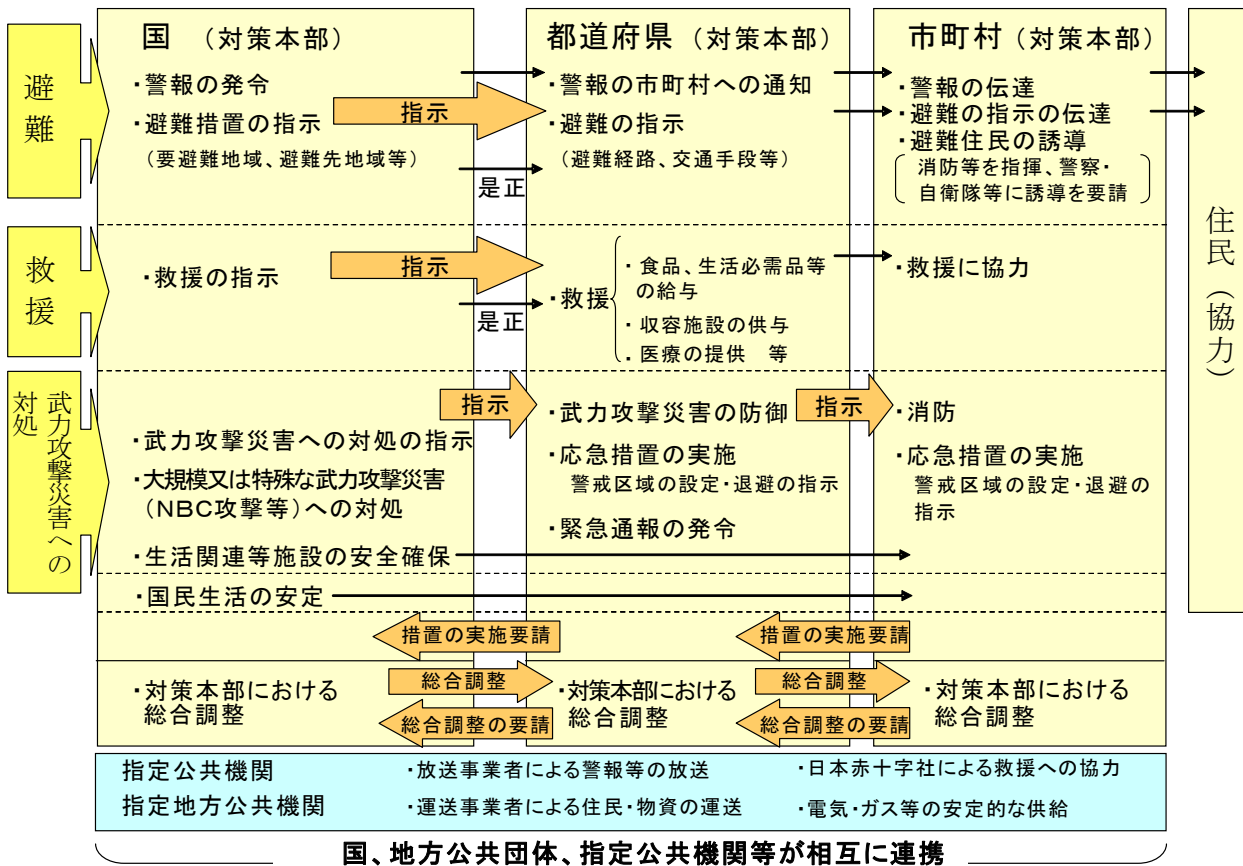 国 (対策本部)
都道府県 (対策本部)
市町村 (対策本部)
避難
・警報の発令
・避難措置の指示
(要避難地域、避難先地域等)
指示
是正
・警報の市町村への通知
・避難の指示
(避難経路、交通手段等)
・警報の伝達
・避難の指示の伝達
・避難住民の誘導
消防等を指揮、警察・
自衛隊等に誘導を要請
住民(協力)
救援
・救援の指示
指示
是正
・救援
・食品、生活必需品等
の給与
・収容施設の供与
・医療の提供 等
・救援に協力
武力攻撃災害への
対処
・武力攻撃災害への対処の指示
・大規模又は特殊な武力攻撃災害
(NBC攻撃等)への対処
・生活関連等施設の安全確保
指示
・武力攻撃災害の防御
・応急措置の実施
警戒区域の設定・退避の指示
・緊急通報の発令
指示
・消防
・応急措置の実施
警戒区域の設定・退避の
指示
・国民生活の安定
措置の実施要請
措置の実施要請
・対策本部における
総合調整
総合調整
総合調整の要請
・対策本部における
総合調整
総合調整
総合調整の要請
・対策本部における
総合調整
指定公共機関
・放送事業者による警報等の放送
・日本赤十字社による救援への協力
指定地方公共機関
・運送事業者による住民・物資の運送
・電気・ガス等の安定的な供給
国、地方公共団体、指定公共機関等が相互に連携